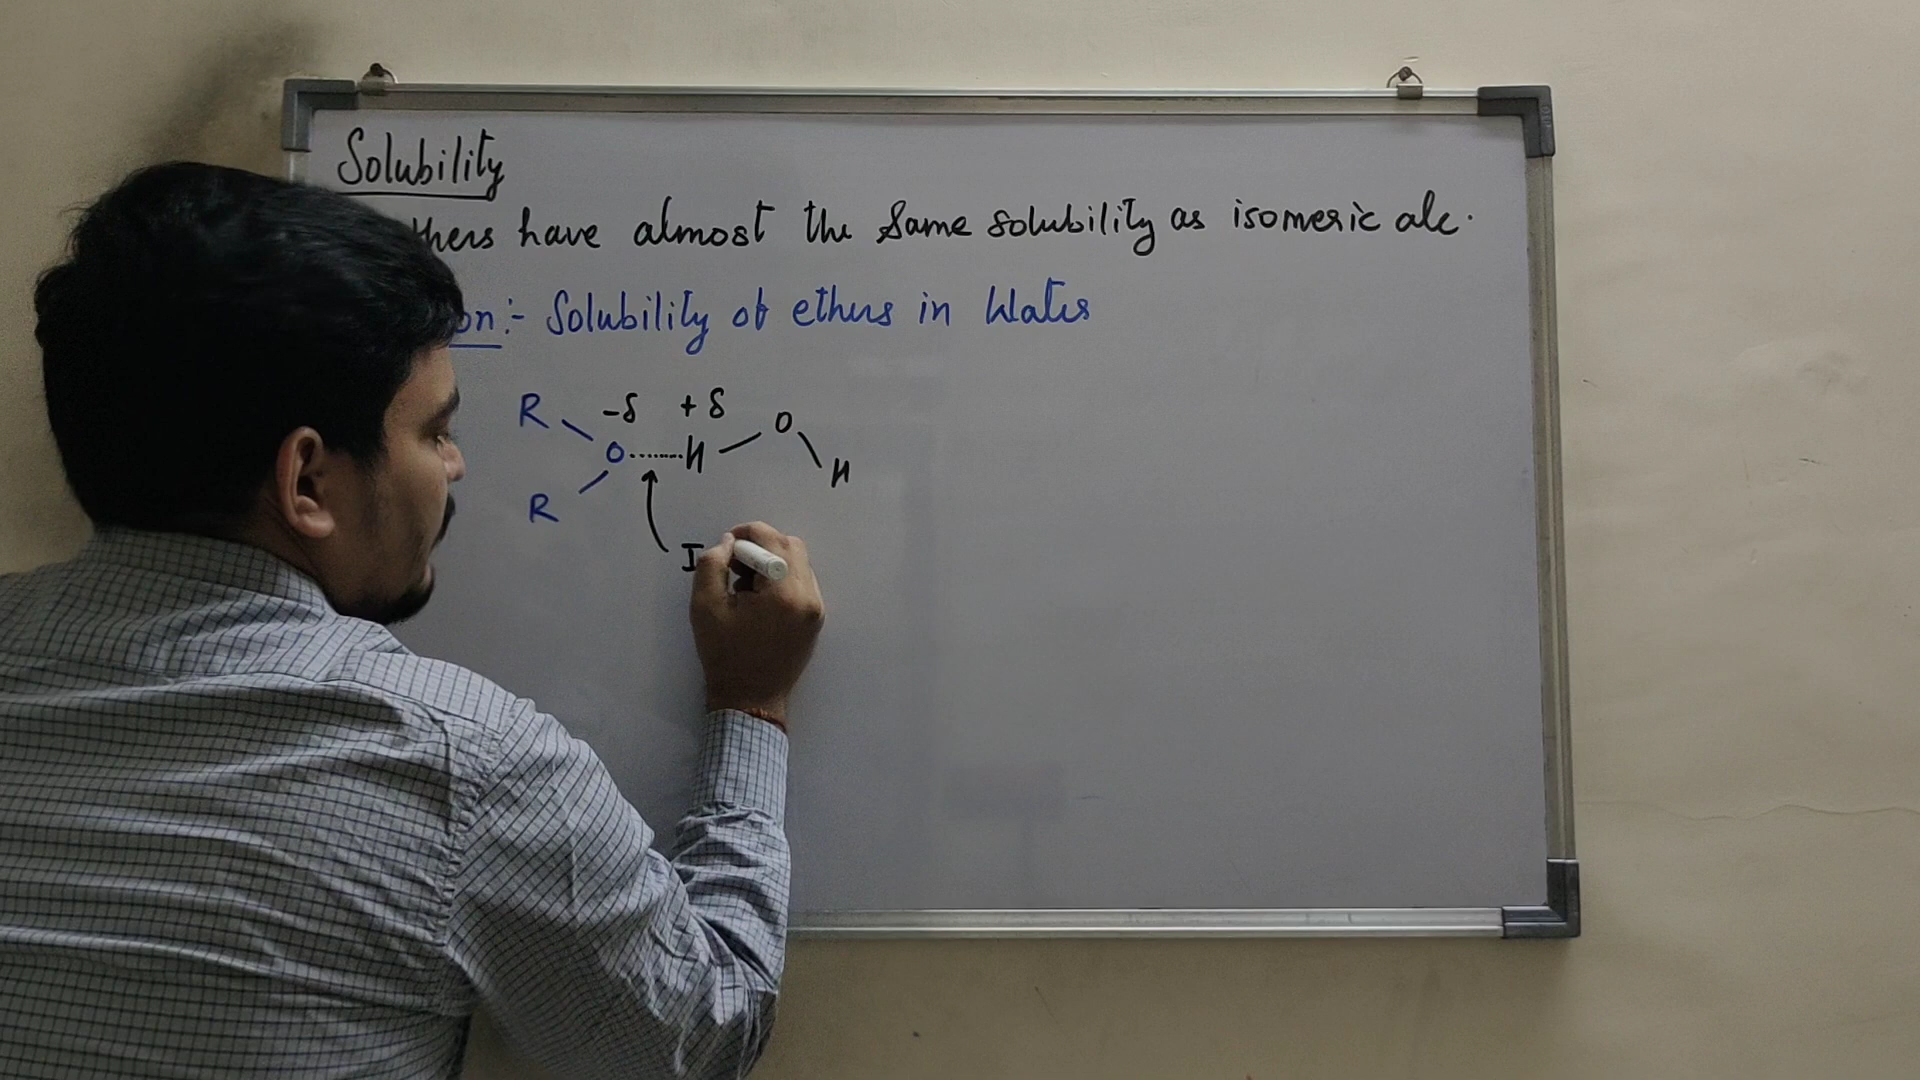 Solubility
thers have almost the same solubility as isomeric alc.
on:- Solubility of ethers in Water
R -δ +δ O
O.......H H
R
I